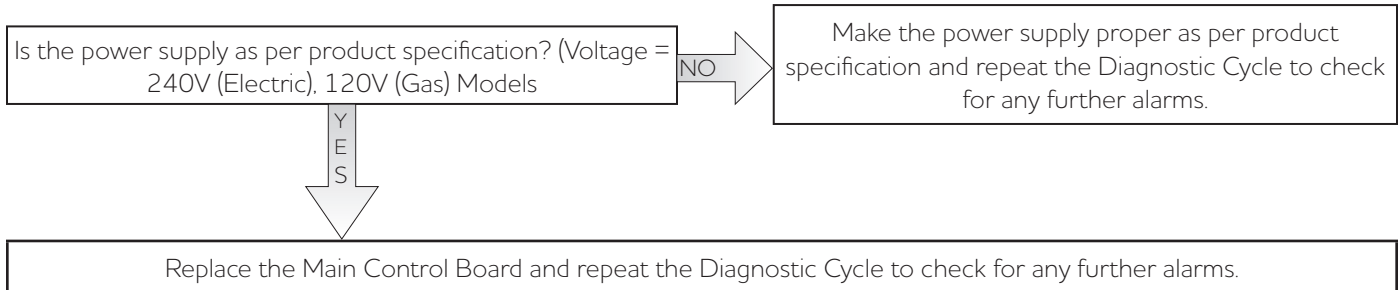 Is the power supply as per product specification? (Voltage =
240V (Electric), 120V (Gas) Models
NO
Make the power supply proper as per product
specification and repeat the Diagnostic Cycle to check
for any further alarms.
Y
E
S
Replace the Main Control Board and repeat the Diagnostic Cycle to check for any further alarms.